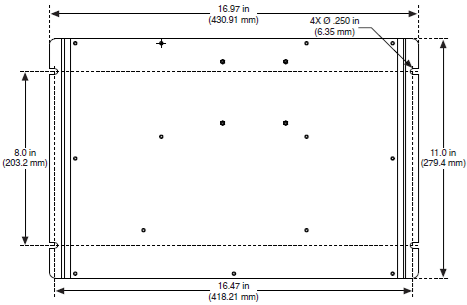 16.97 in
(430.91 mm)
4X Ø .250 in
(6.35 mm)
8.0 in
(203.2 mm)
11.0 in
(279.4 mm)
16.47 in
(418.21 mm)